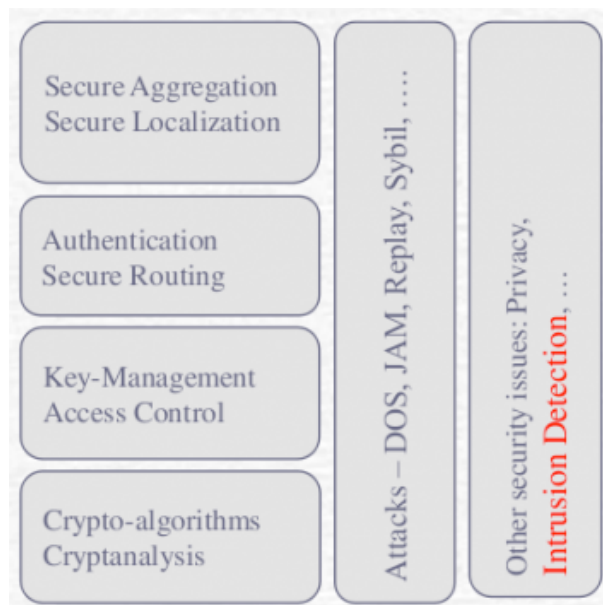 Secure Aggregation
Secure Localization
Authentication
Secure Routing
Key-Management
Access Control
Crypto-algorithms
Cryptanalysis
Attacks – DOS, JAM, Replay, Sybil, ….
Other security issues: Privacy,
Intrusion Detection, …